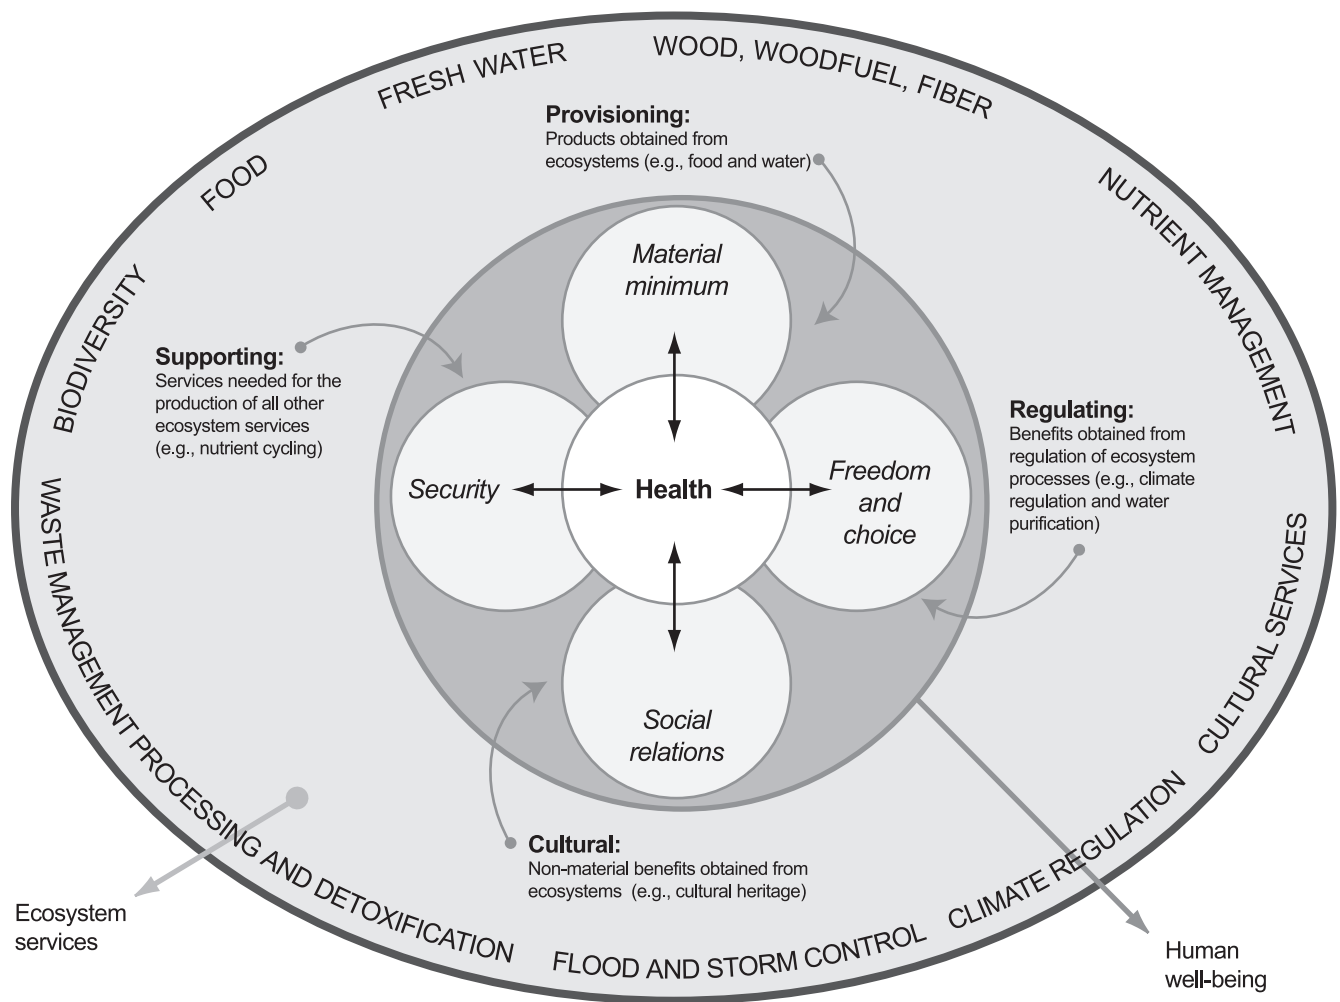 FRESH WATER
WOOD, WOODFUEL, FIBER
FOOD
NUTRIENT MANAGEMENT
BIODIVERSITY
Provisioning:
Products obtained from
ecosystems (e.g., food and water)
Material
minimum
Supporting:
Services needed for the
production of all other
ecosystem services
(e.g., nutrient cycling)
Regulating:
Benefits obtained from
regulation of ecosystem
processes (e.g., climate
regulation and water
purification)
Security
Health
Freedom
and
choice
Social
relations
WASTE MANAGEMENT PROCESSING AND DETOXIFICATION
CULTURAL SERVICES
Cultural:
Non-material benefits obtained from
ecosystems (e.g., cultural heritage)
CLIMATE REGULATION
FLOOD AND STORM CONTROL
Ecosystem
services
Human
well-being